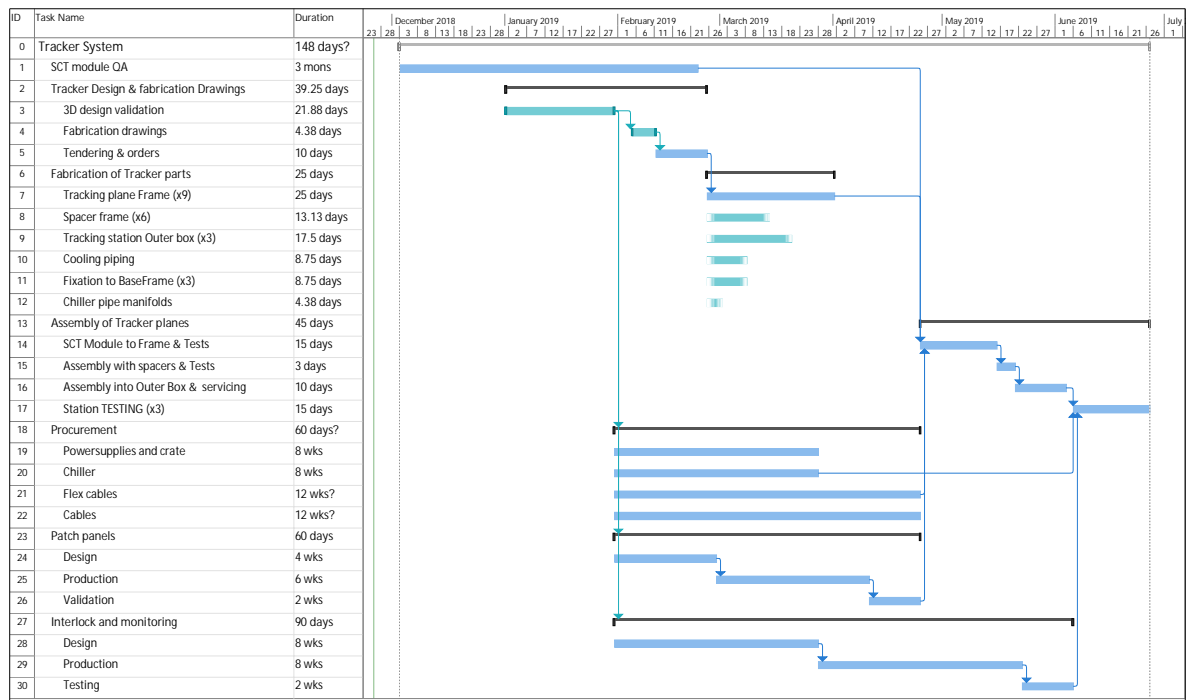 ID Task Name Duration December 2018 January 2019 February 2019 March 2019 April 2019 May 2019 June 2019 July
23 28 3 8 13 18 23 28 2 7 12 17 22 27 1 6 11 16 21 26 3 8 13 18 23 28 2 7 12 17 22 27 2 7 12 17 22 27 1 6 11 16 21 26 1
0 Tracker System 148 days?
1 SCT module QA 3 mons
2 Tracker Design & fabrication Drawings 39.25 days
3 3D design validation 21.88 days
4 Fabrication drawings 4.38 days
5 Tendering & orders 10 days
6 Fabrication of Tracker parts 25 days
7 Tracking plane Frame (x9) 25 days
8 Spacer frame (x6) 13.13 days
9 Tracking station Outer box (x3) 17.5 days
10 Cooling piping 8.75 days
11 Fixation to BaseFrame (x3) 8.75 days
12 Chiller pipe manifolds 4.38 days
13 Assembly of Tracker planes 45 days
14 SCT Module to Frame & Tests 15 days
15 Assembly with spacers & Tests 3 days
16 Assembly into Outer Box & servicing 10 days
17 Station TESTING (x3) 15 days
18 Procurement 60 days?
19 Powersupplies and crate 8 wks
20 Chiller 8 wks
21 Flex cables 12 wks?
22 Cables 12 wks?
23 Patch panels 60 days
24 Design 4 wks
25 Production 6 wks
26 Validation 2 wks
27 Interlock and monitoring 90 days
28 Design 8 wks
29 Production 8 wks
30 Testing 2 wks